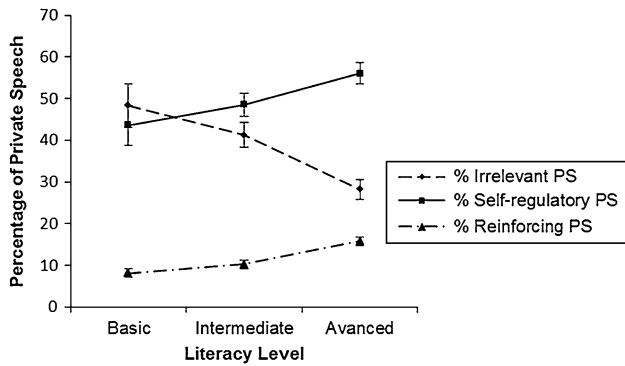 70
60
50
40
30
20
10
0
Percentage of Private Speech
Basic Intermediate Avanced
Literacy Level
% Irrelevant PS
% Self-regulatory PS
% Reinforcing PS